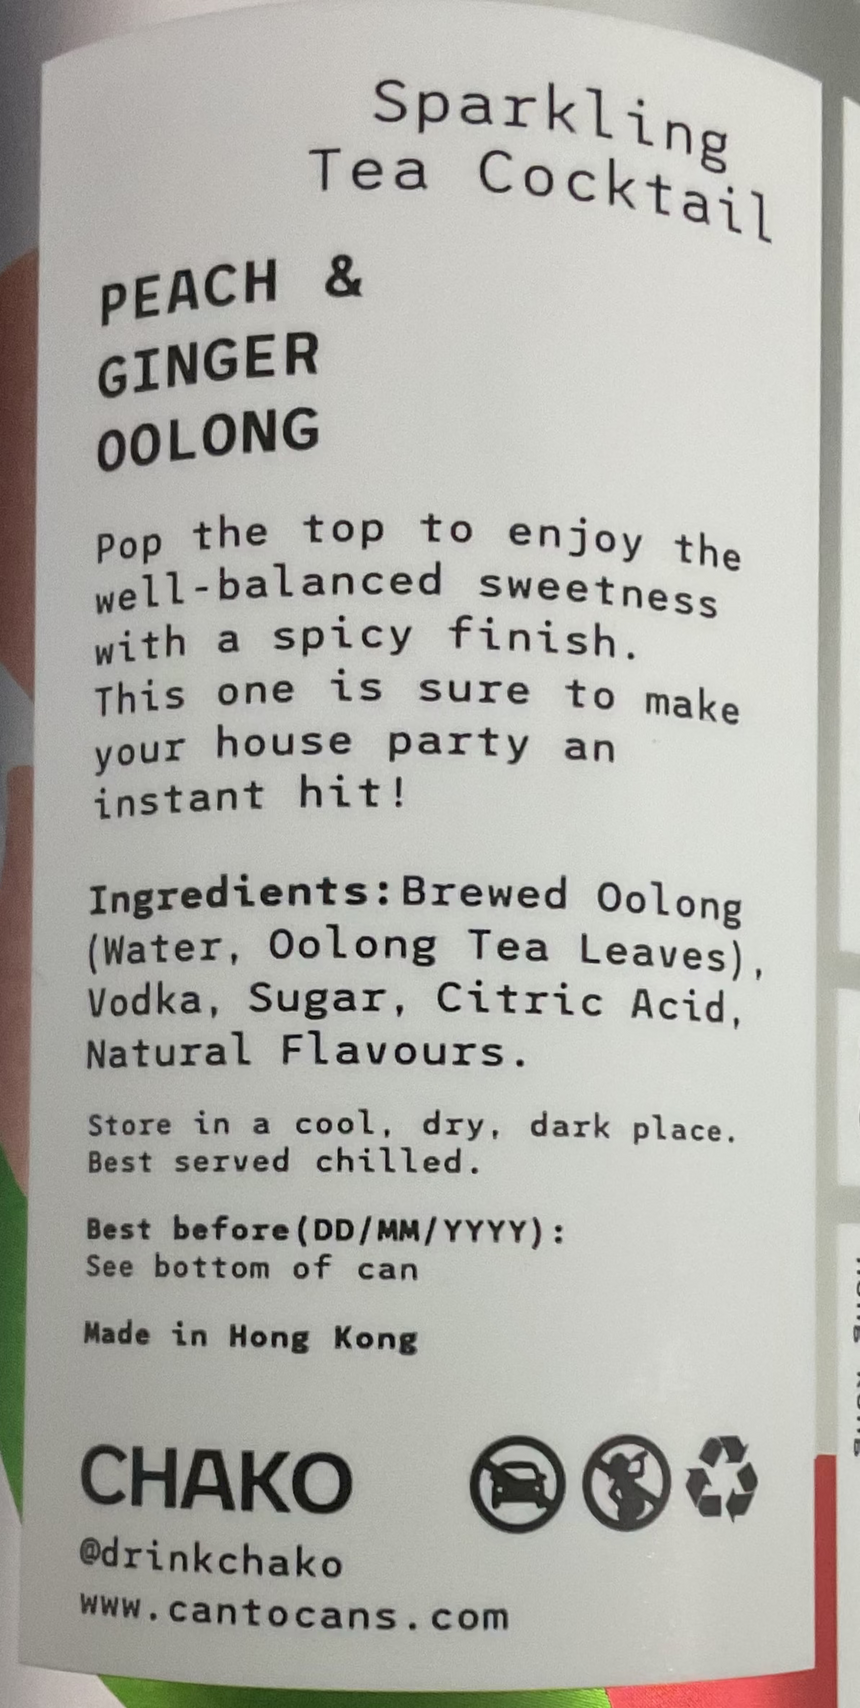 Sparkling
Tea Cocktail
PEACH &
GINGER
OOLONG
Pop the top to enjoy the
well-balanced sweetness
with a spicy finish.
This one is sure to make
your house party an
instant hit!
Ingredients: Brewed Oolong
(Water, Oolong Tea Leaves),
Vodka, Sugar, Citric Acid,
Natural Flavours.
Store in a cool, dry, dark place.
Best served chilled.
Best before(DD/MM/YYYY):
See bottom of can
Made in Hong Kong
CHAKO
@drinkchako
www.cantocans.com